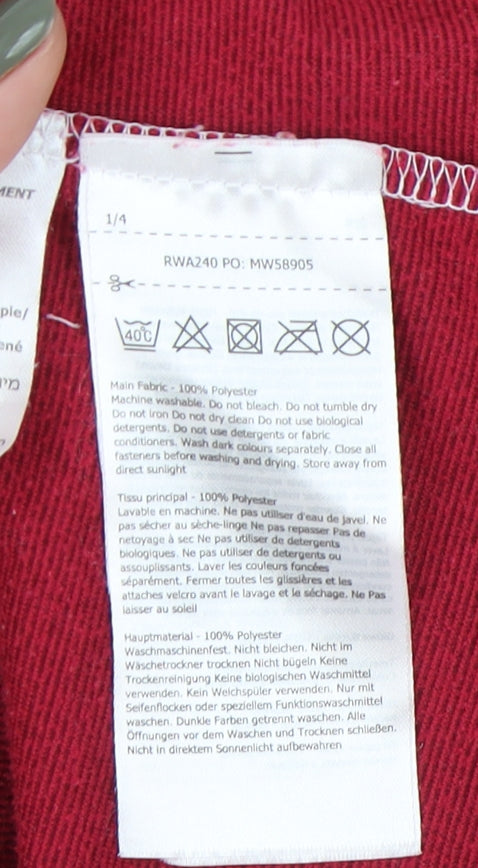 MENT
1/4
RWA240 PO: MW58905
40°C
Main Fabric - 100% Polyester
Machine washable. Do not bleach. Do not tumble dry
Do not iron Do not dry clean Do not use biological
detergents. Do not use detergents or fabric
conditioners. Wash dark colours separately. Close all
fasteners before washing and drying. Store away from
direct sunlight
Tissu principal - 100% Polyester
Lavable en machine. Ne pas utiliser d'eau de javel. Ne
pas sécher au sèche-linge Ne pas repasser Pas de
netoyage à sec Ne pas utiliser de detergents
biologiques. Ne pas utiliser de detergents ou
assouplissants. Laver les couleurs foncées
séparément. Fermer toutes les glissières et les
attaches velcro avant le lavage et le séchage. Ne Pas
laisser au soleil
Hauptmaterial - 100% Polyester
Waschmaschinenfest. Nicht bleichen. Nicht im
Wäschetrockner trocknen Nicht bügeln Keine
Trockenreinigung Keine biologischen Waschmittel
verwenden. Kein Weichspüler verwenden. Nur mit
Seifenflocken oder speziellem Funktionswaschmittel
waschen. Dunkle Farben getrennt waschen. Alle
Öffnungen vor dem Waschen und Trocknen schließen.
Nicht in direktem Sonnenlicht aufbewahren